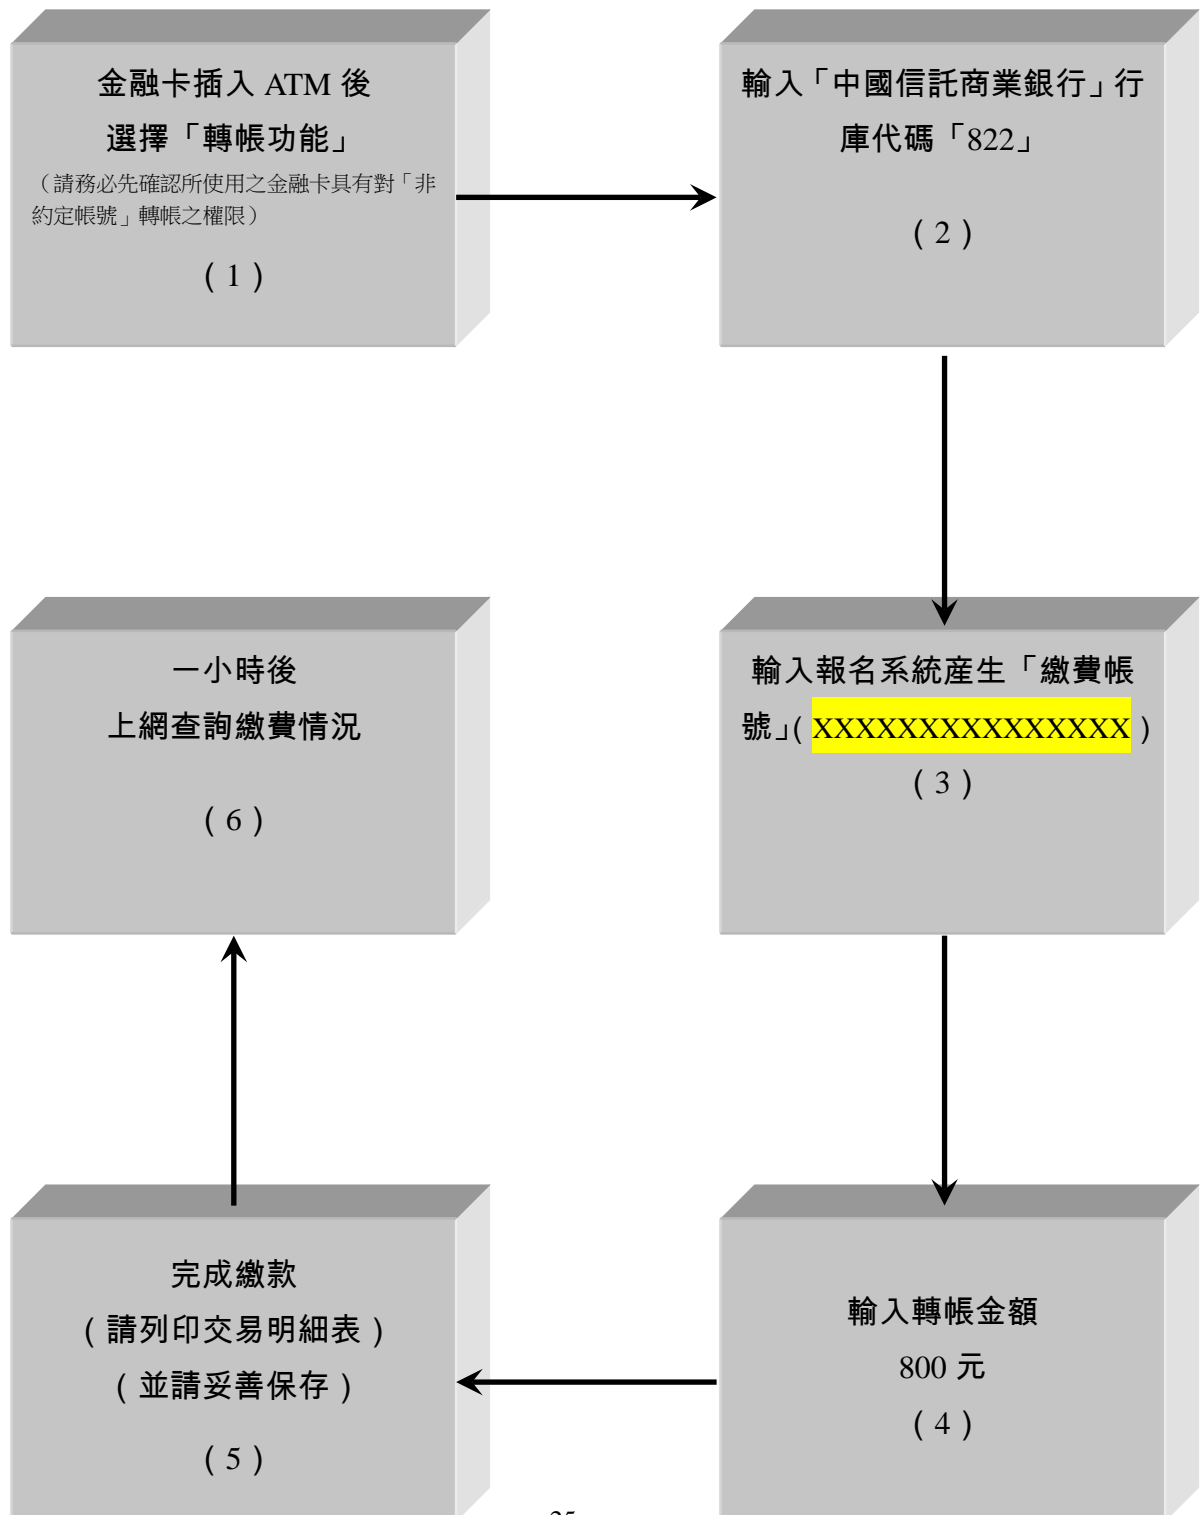 金融卡插入 ATM 後
選擇「轉帳功能」
（請務必先確認所使用之金融卡具有對「非
約定帳號」轉帳之權限）
（1）
輸入「中國信託商業銀行」行
庫代碼「822」
（2）
輸入報名系統産生「繳費帳
號」（XXXXXXXXXXXXXXX）
（3）
輸入轉帳金額
800 元
（4）
完成繳款
（請列印交易明細表）
（並請妥善保存）
（5）
一小時後
上網查詢繳費情況
（6）